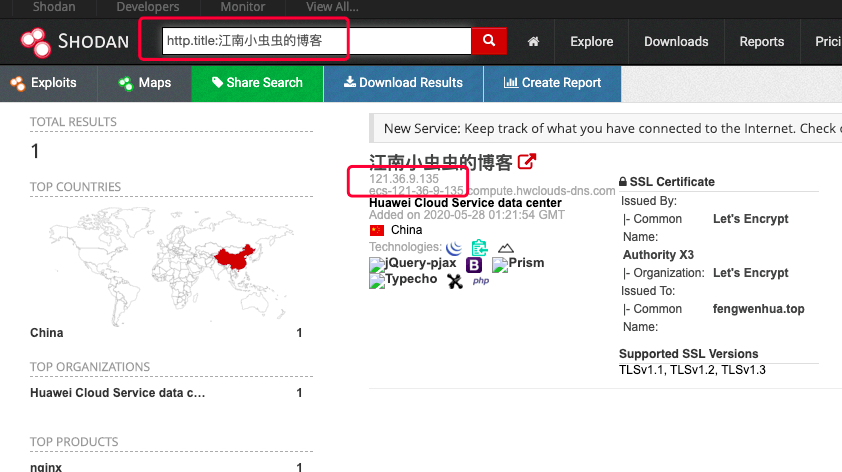 Shodan Developers Monitor View All...
SHODAN http.title:江南小虫虫的博客 Explore Downloads Reports Prici
Exploits Maps Share Search Download Results Create Report
TOTAL RESULTS
1
TOP COUNTRIES
China 1
TOP ORGANIZATIONS
Huawei Cloud Service data c... 1
TOP PRODUCTS
nginx 1
New Service: Keep track of what you have connected to the Internet. Check o
江南小虫虫的博客
121.36.9.135
ecs-121-36-9-135.compute.hwclouds-dns.com
Huawei Cloud Service data center
Added on 2020-05-28 01:21:54 GMT
China
Technologies:
jQuery-pjax B Prism
Typecho php
SSL Certificate
Issued By:
|- Common Let's Encrypt
Name:
Authority X3
|- Organization: Let's Encrypt
Issued To:
|- Common fengwenhua.top
Name:
Supported SSL Versions
TLSv1.1, TLSv1.2, TLSv1.3